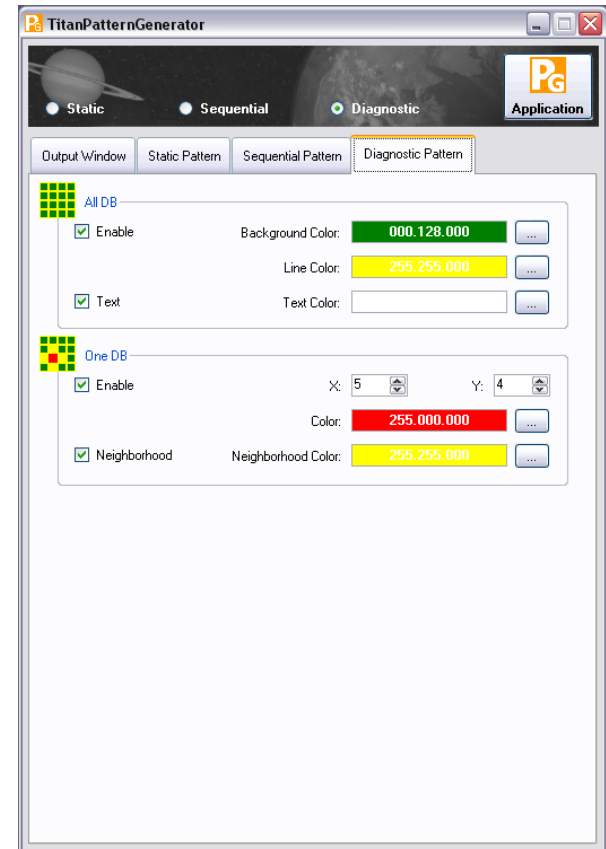 PG TitanPatternGenerator
PG
Static Sequential Diagnostic Application
Output Window Static Pattern Sequential Pattern Diagnostic Pattern
All DB
Enable Background Color: 000.128.000 ...
Line Color: 255.255.000 ...
Text Text Color: ...
One DB
Enable X: 5 Y: 4
Color: 255.000.000 ...
Neighborhood Neighborhood Color: 255.255.000 ...